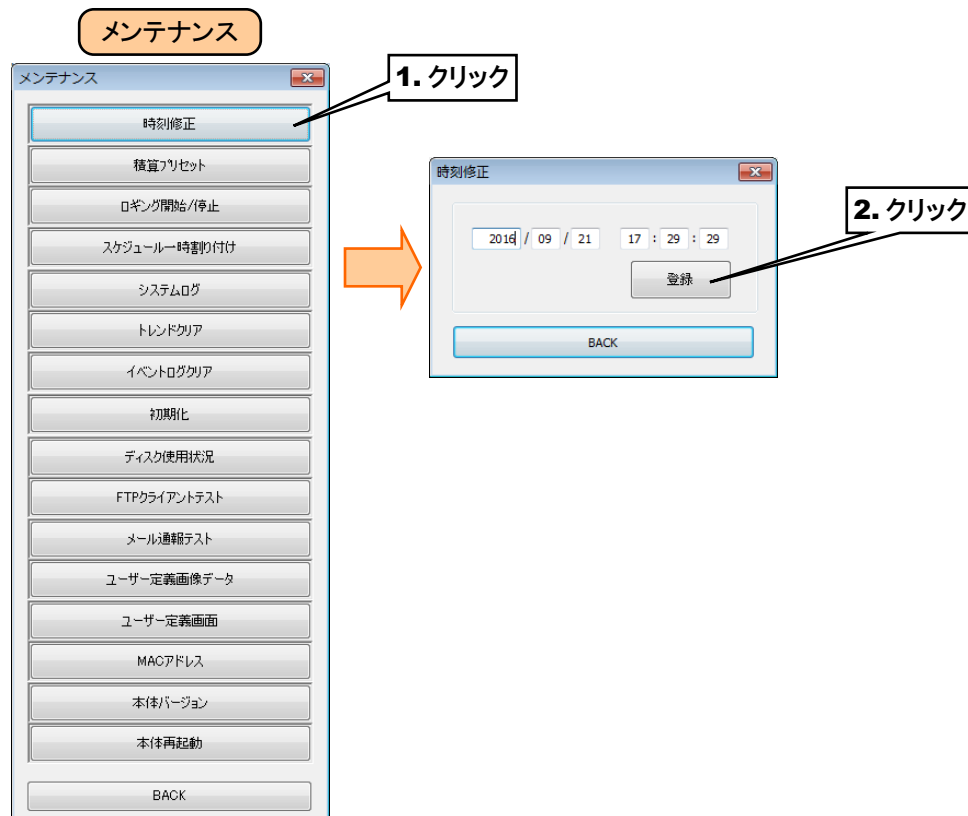 メンテナンス
メンテナンス
1. クリック
時刻修正
積算プリセット
ロギング開始/停止
スケジュール一時割り付け
システムログ
トレンドクリア
イベントログクリア
初期化
ディスク使用状況
FTPクライアントテスト
メール通報テスト
ユーザー定義画像データ
ユーザー定義画面
MACアドレス
本体バージョン
本体再起動
BACK
時刻修正
2. クリック
2016 / 09 / 21 17 : 29 : 29
登録
BACK